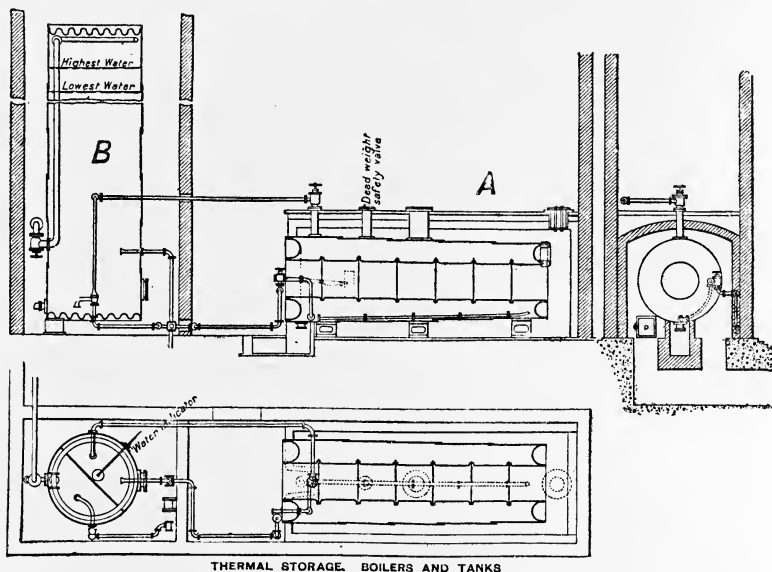 Highest Water
Lowest Water
B
Dead weight
safety valve
A
Water indicator
THERMAL STORAGE. BOILERS AND TANKS